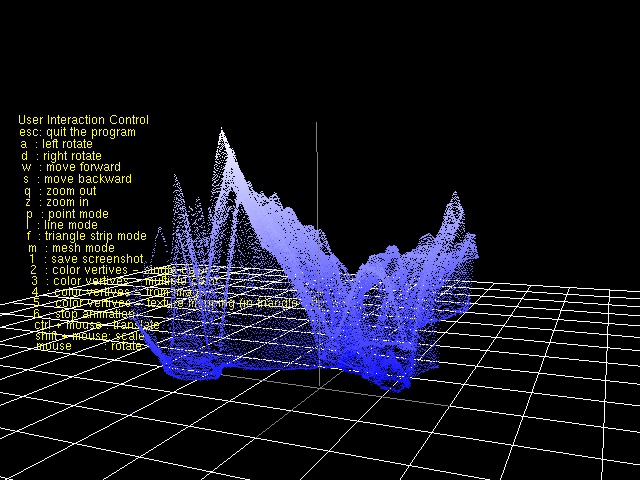 User Interaction Control
esc: quit the program
a : left rotate
d : right rotate
w : move forward
s : move backward
q : zoom out
z : zoom in
p : point mode
l : line mode
f : triangle strip mode
m : mesh mode
1 : save screenshot
2 : color vertives - single color
3 : color vertives - multiple color
4 : color vertives - from
5 : color vertives - texture (in triangle
6 : stop animation
ctrl + mouse: translate
shift + mouse: scale
mouse : rotate